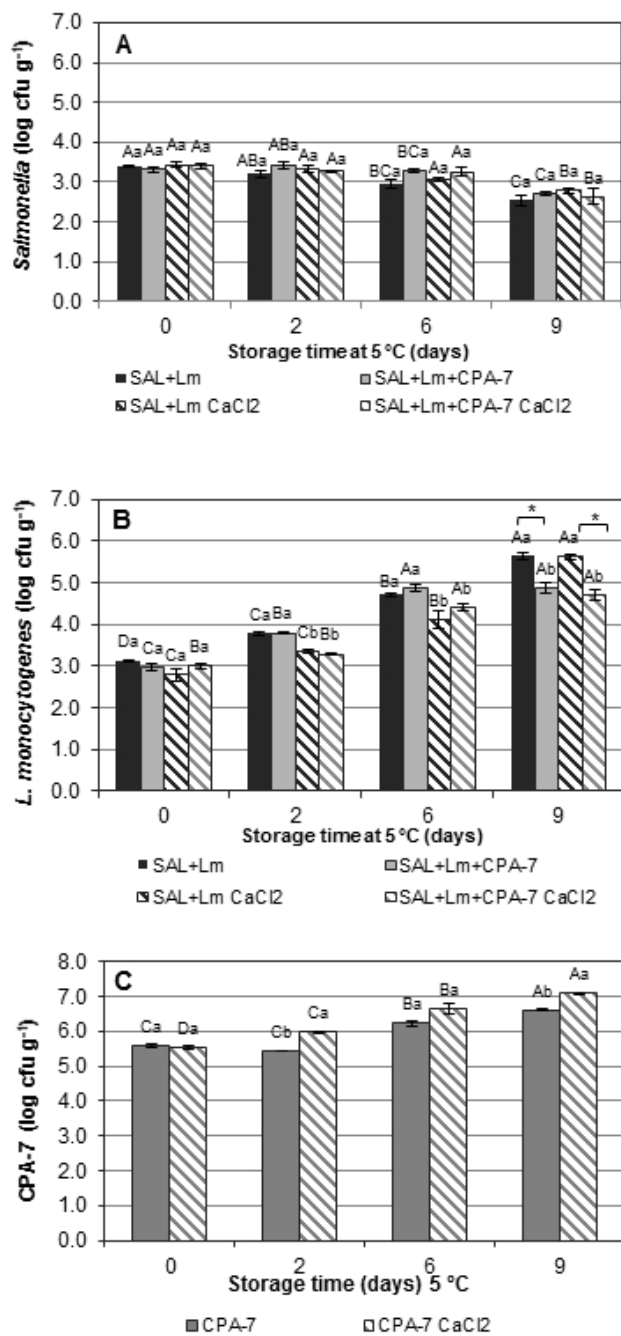 7.0
A
6.0
5.0
4.0
3.0
2.0
1.0
0.0
Salmonella (log cfu g-1)
Aa Aa Aa Aa
ABa ABa Aa Aa
BCa BCa Aa Aa
Ca Ca Ba Ba
0 2 6 9
Storage time at 5 ºC (days)
SAL+Lm SAL+Lm+CPA-7
SAL+Lm CaCl2 SAL+Lm+CPA-7 CaCl2
7.0
B
6.0
5.0
4.0
3.0
2.0
1.0
0.0
L. monocytogenes (log cfu g-1)
Da Ca Ca Ba
Ca Ba Cb Bb
Ba Aa Bb Ab
* *
Aa Ab Aa Ab
0 2 6 9
Storage time at 5 ºC (days)
SAL+Lm SAL+Lm+CPA-7
SAL+Lm CaCl2 SAL+Lm+CPA-7 CaCl2
8.0
C
7.0
6.0
5.0
4.0
3.0
2.0
1.0
0.0
CPA-7 (log cfu g-1)
Ca Da
Cb Ca
Ba Ba
Ab Aa
0 2 6 9
Storage time (days) 5 ºC
CPA-7 CPA-7 CaCl2